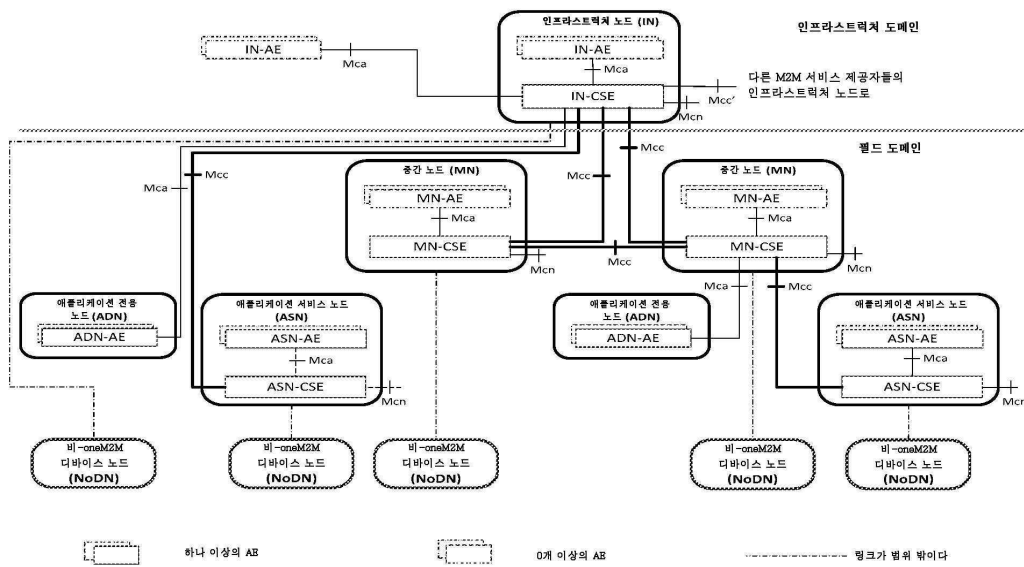 인프라스트럭처 노드 (IN)
인프라스트럭처 도메인
IN-AE
IN-AE
Mca
Mca
다른 M2M 서비스 제공자들의
인프라스트럭처 노드로
IN-CSE
Mcc'
Mcn
필드 도메인
Mcc
Mcc
Mcc
Mca
중간 노드 (MN)
중간 노드 (MN)
MN-AE
MN-AE
Mca
Mca
MN-CSE
MN-CSE
Mcn
Mcc
Mcn
Mca
Mcc
애플리케이션 전용
노드 (ADN)
애플리케이션 서비스 노드
(ASN)
애플리케이션 전용
노드 (ADN)
애플리케이션 서비스 노드
(ASN)
ADN-AE
ASN-AE
ADN-AE
ASN-AE
Mca
Mca
ASN-CSE
ASN-CSE
Mcn
Mcn
비-oneM2M
디바이스 노드
(NoDN)
비-oneM2M
디바이스 노드
(NoDN)
비-oneM2M
디바이스 노드
(NoDN)
비-oneM2M
디바이스 노드
(NoDN)
비-oneM2M
디바이스 노드
(NoDN)
하나 이상의 AE
0개 이상의 AE
링크가 범위 밖이다